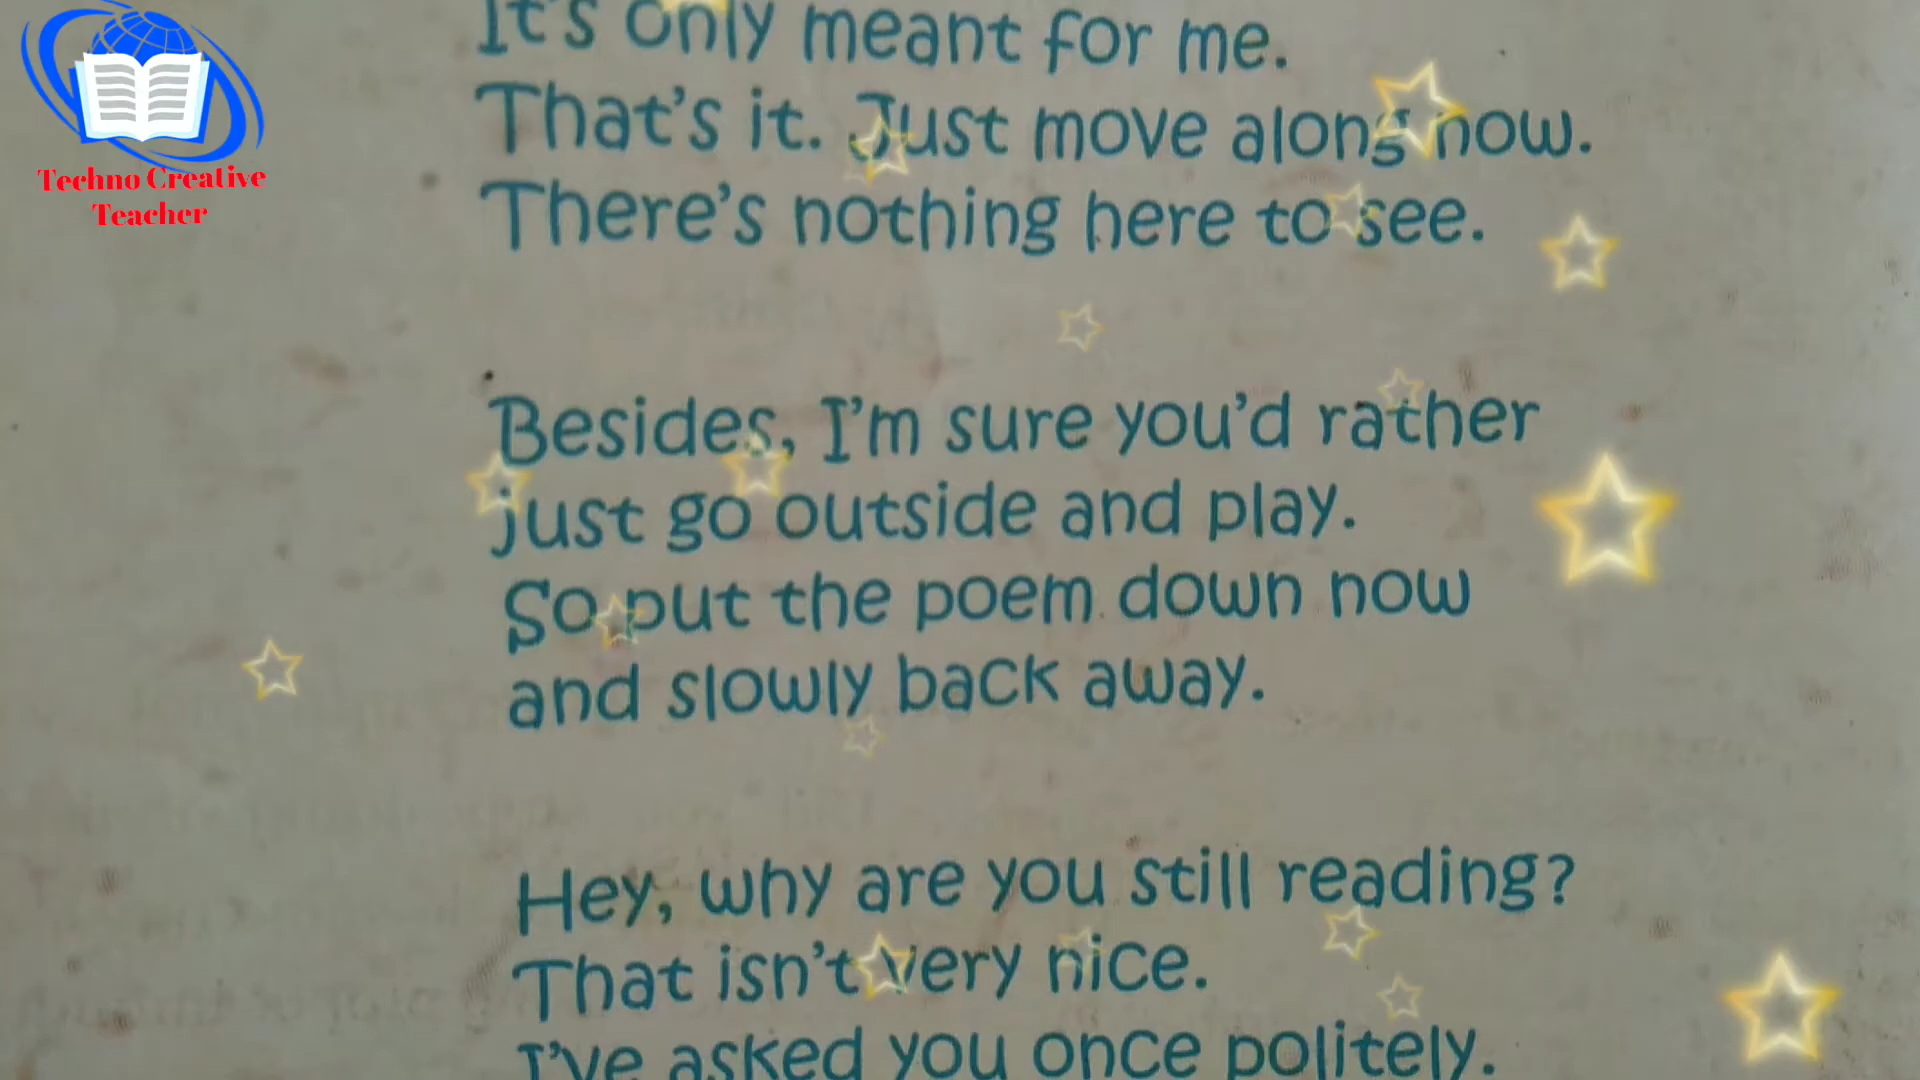 Techno Creative
Teacher
It's only meant for me.
That's it. Just move along now.
There's nothing here to see.
Besides, I'm sure you'd rather
just go outside and play.
So put the poem down now
and slowly back away.
Hey, why are you still reading?
That isn't very nice.
I've asked you once politely.